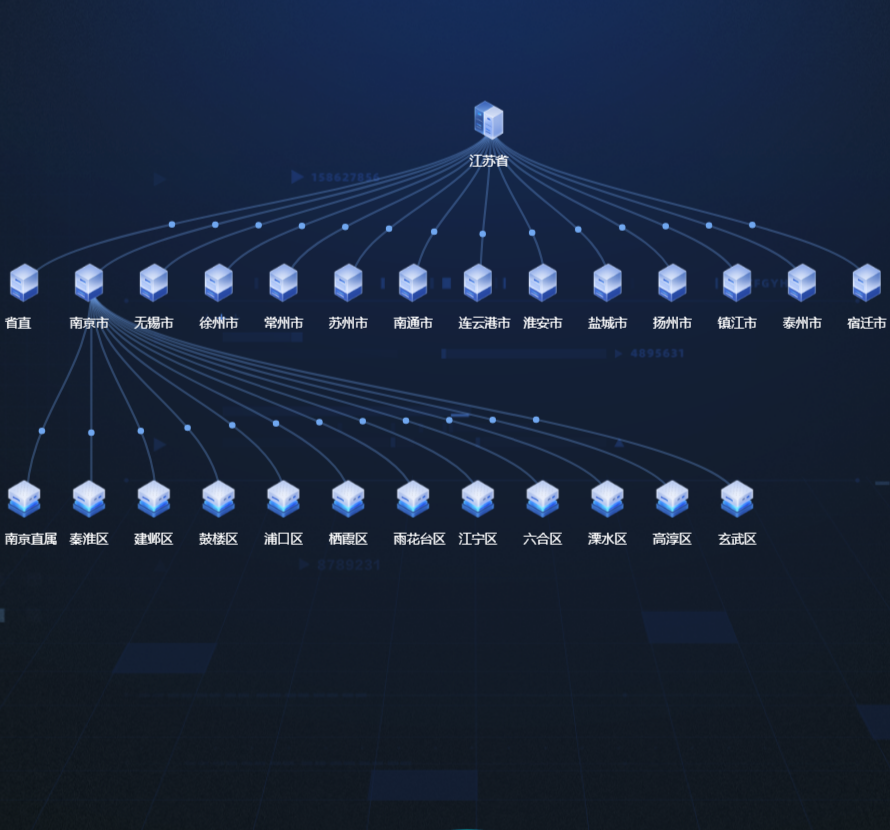 江苏省
158627856
省直 南京市 无锡市 徐州市 常州市 苏州市 南通市 连云港市 淮安市 盐城市 扬州市 镇江市 泰州市 宿迁市
4895631
南京直属 秦淮区 建邺区 鼓楼区 浦口区 栖霞区 雨花台区 江宁区 六合区 溧水区 高淳区 玄武区
8789231